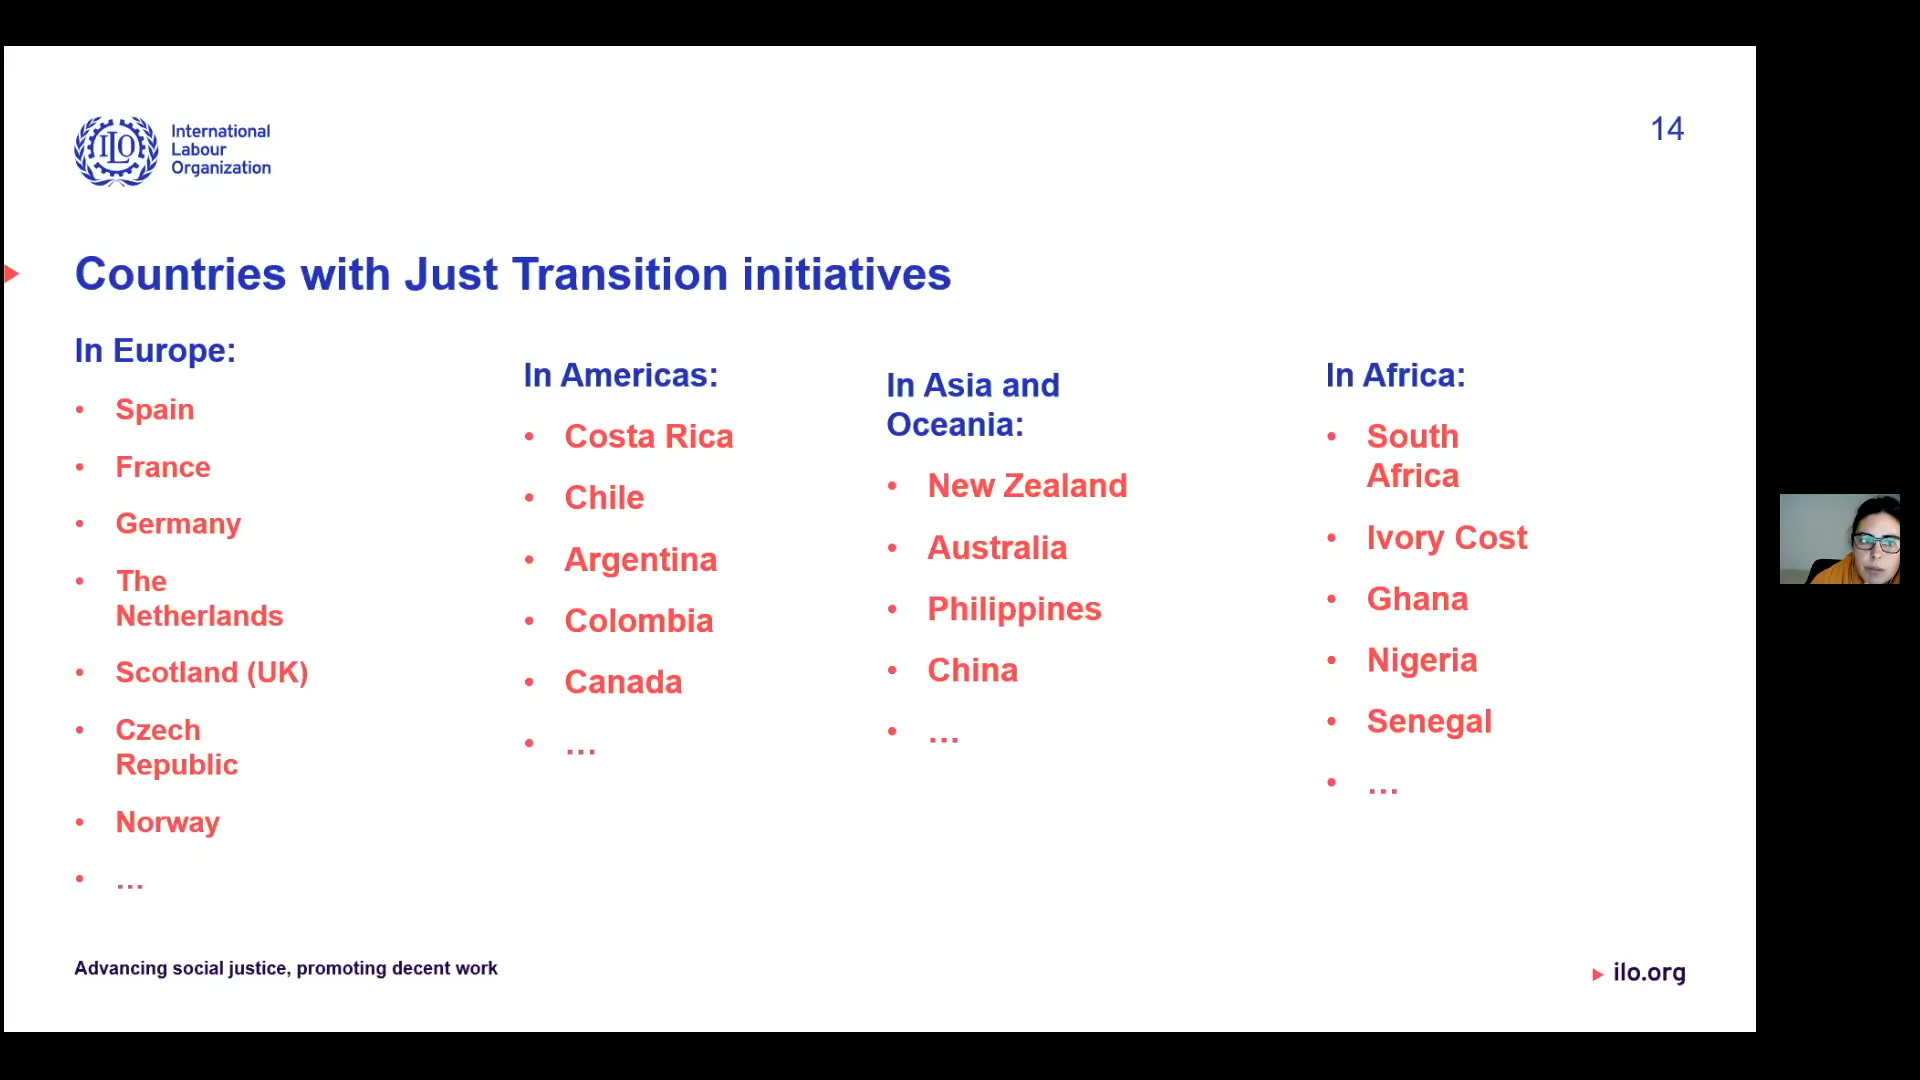 International
Labour
Organization
14
Countries with Just Transition initiatives
In Europe:
• Spain
• France
• Germany
• The
Netherlands
• Scotland (UK)
• Czech
Republic
• Norway
• ...
In Americas:
• Costa Rica
• Chile
• Argentina
• Colombia
• Canada
• ...
In Asia and
Oceania:
• New Zealand
• Australia
• Philippines
• China
• ...
In Africa:
• South
Africa
• Ivory Cost
• Ghana
• Nigeria
• Senegal
• ...
Advancing social justice, promoting decent work
ilo.org